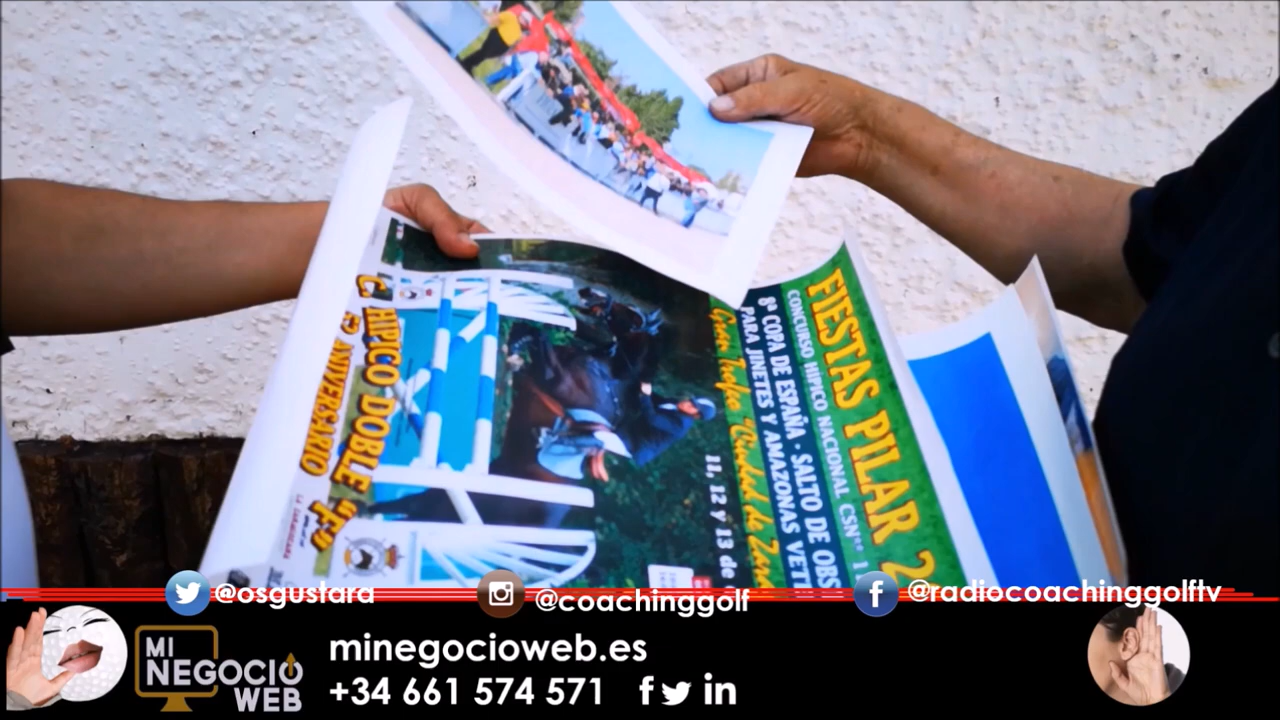 FIESTAS PILAR 2
CONCURSO HÍPICO NACIONAL CSN** 1
8ª COPA DE ESPAÑA - SALTO DE OBS
PARA JINETES Y AMAZONAS VETE
Gran Trofeo "Ciudad de Zara
11, 12 y 13 de
C. HIPICO DOBLE "F"
ANIVERSARIO
@osgustara
@coachinggolf
@radiocoachinggolftv
MI
NEGOCIO
WEB
minegocioweb.es
+34 661 574 571